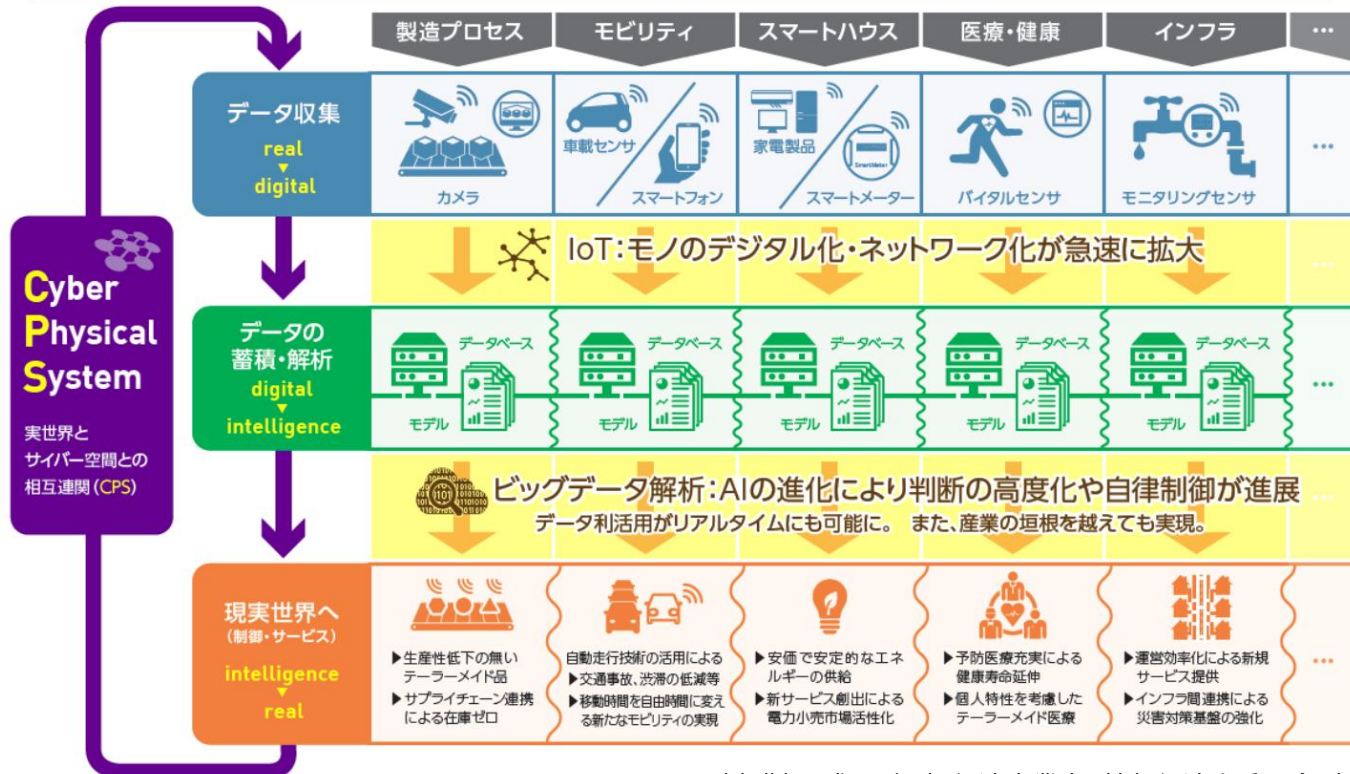 製造プロセス
モビリティ
スマートハウス
医療・健康
インフラ
…
データ収集
real
digital
カメラ
車載センサ
スマートフォン
家電製品
SmartMeter
スマートメーター
バイタルセンサ
モニタリングセンサ
…
IoT:モノのデジタル化・ネットワーク化が急速に拡大
…
Cyber
Physical
System
実世界と
サイバー空間との
相互連関(CPS)
データの
蓄積・解析
digital
intelligence
データベース
モデル
データベース
モデル
データベース
モデル
データベース
モデル
データベース
モデル
…
ビッグデータ解析:AIの進化により判断の高度化や自律制御が進展
データ利活用がリアルタイムにも可能に。 また、産業の垣根を越えても実現。
…
現実世界へ
(制御・サービス)
intelligence
real
▶生産性低下の無い
テーラーメイド品
▶サプライチェーン連携
による在庫ゼロ
自動走行技術の活用による
▶交通事故、渋滞の低減等
▶移動時間を自由時間に変え
る新たなモビリティの実現
▶安価で安定的なエネ
ルギーの供給
▶新サービス創出による
電力小売市場活性化
▶予防医療充実による
健康寿命延伸
▶個人特性を考慮した
テーラーメイド医療
▶運営効率化による新規
サービス提供
▶インフラ間連携による
災害対策基盤の強化
…